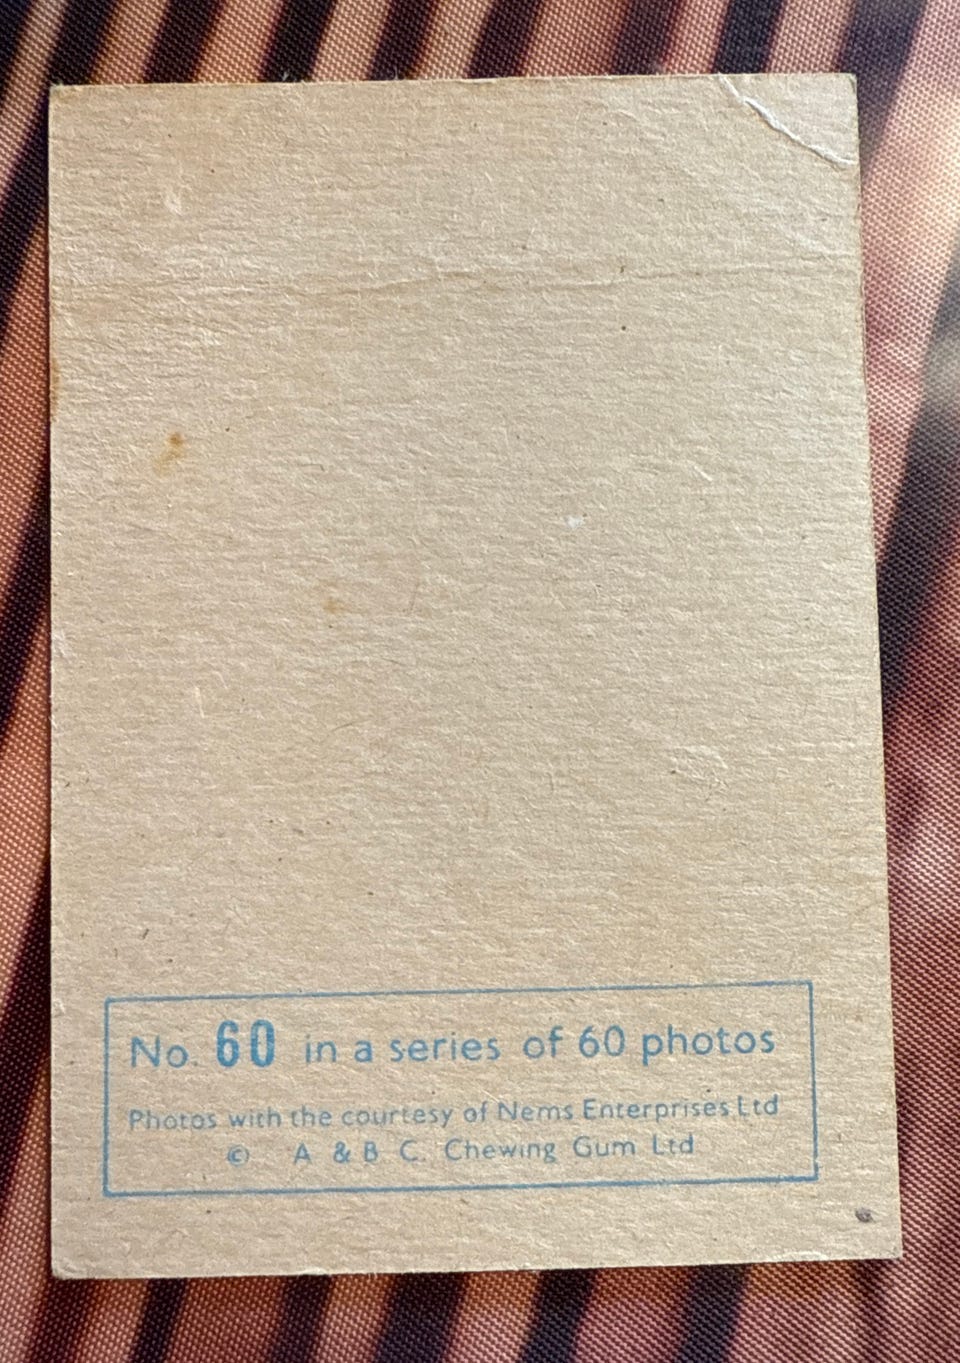 No. 60 in a series of 60 photos
Photos with the courtesy of Nems Enterprises Ltd
© A & B C. Chewing Gum Ltd